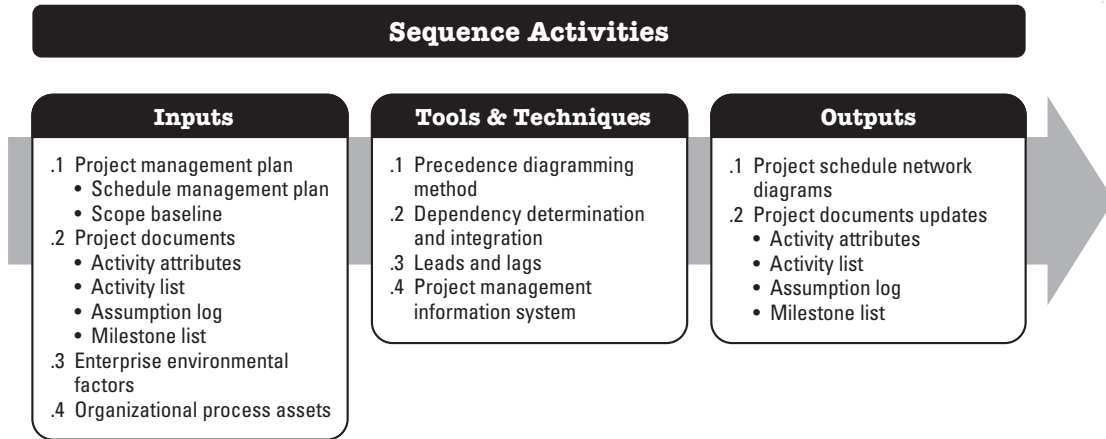 Sequence Activities
Inputs
.1 Project management plan
• Schedule management plan
• Scope baseline
.2 Project documents
• Activity attributes
• Activity list
• Assumption log
• Milestone list
.3 Enterprise environmental
factors
.4 Organizational process assets
Tools & Techniques
.1 Precedence diagramming
method
.2 Dependency determination
and integration
.3 Leads and lags
.4 Project management
information system
Outputs
.1 Project schedule network
diagrams
.2 Project documents updates
• Activity attributes
• Activity list
• Assumption log
• Milestone list